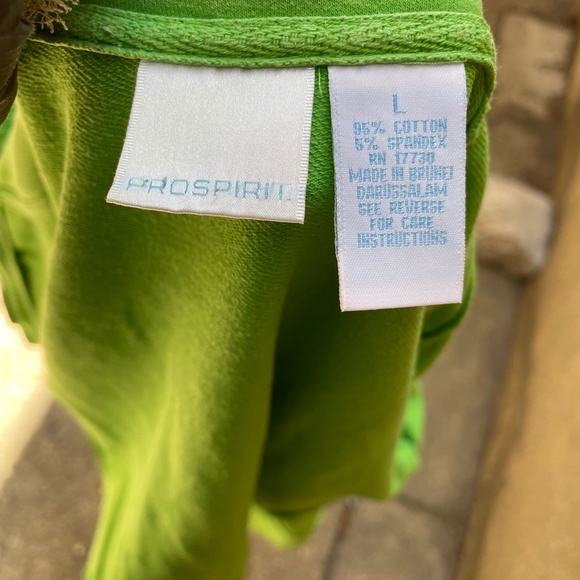 PROSPIRIT
L
95% COTTON
5% SPANDEX
RN 17730
MADE IN BRUNEI
DARUSSALAM
SEE REVERSE
FOR CARE
INSTRUCTIONS